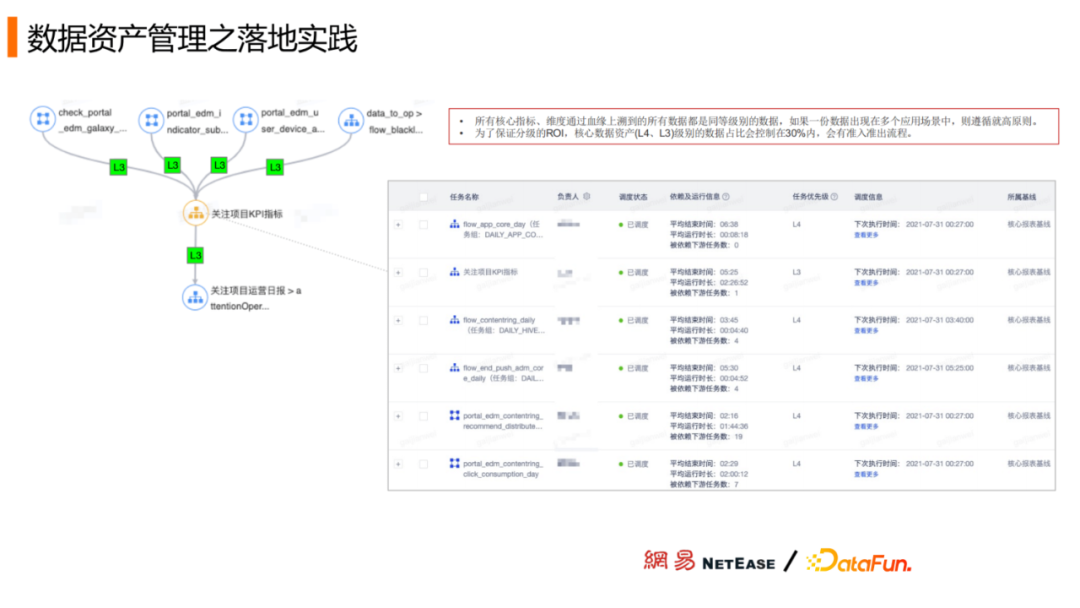 数据资产管理之落地实践
check_portal
_edm_galaxy_...
portal_edm_i
ndicator_sub...
portal_edm_u
ser_device_a...
data_to_op >
flow_blackl...
L3
L3
L3
L3
关注项目KPI指标
L3
关注项目运营日报 > a
ttentionOper...
• 所有核心指标、维度通过血缘上溯到的所有数据都是同等级别的数据，如果一份数据出现在多个应用场景中，则遵循就高原则。
• 为了保证分级的ROI，核心数据资产(L4、L3)级别的数据占比会控制在30%内，会有准入准出流程。
任务名称 负责人 调度状态 依赖及运行信息 任务优先级 调度信息 所属基线
flow_app_core_day（任
务组：DAILY_APP_CO...
已调度
平均结束时间：06:38
平均运行时长：00:08:18
被依赖下游任务数：0
L4
下次执行时间：2021-07-31 00:27:00
查看更多
核心报表基线
关注项目KPI指标
已调度
平均结束时间：05:25
平均运行时长：02:26:52
被依赖下游任务数：1
L3
下次执行时间：2021-07-31 00:27:00
查看更多
核心报表基线
flow_contentring_daily
（任务组：DAILY_HIVE...
已调度
平均结束时间：03:45
平均运行时长：00:04:40
被依赖下游任务数：4
L4
下次执行时间：2021-07-31 03:40:00
查看更多
核心报表基线
flow_end_push_adm_cor
e_daily（任务组：DAIL...
已调度
平均结束时间：05:30
平均运行时长：00:04:52
被依赖下游任务数：4
L4
下次执行时间：2021-07-31 05:25:00
查看更多
核心报表基线
portal_edm_contentring_
recommend_distribute...
已调度
平均结束时间：02:16
平均运行时长：01:44:36
被依赖下游任务数：19
L4
下次执行时间：2021-07-31 00:27:00
查看更多
核心报表基线
portal_edm_contentring_
click_consumption_day
已调度
平均结束时间：02:29
平均运行时长：02:00:12
被依赖下游任务数：7
L4
下次执行时间：2021-07-31 00:27:00
查看更多
核心报表基线
網易 NETEASE / DataFun.